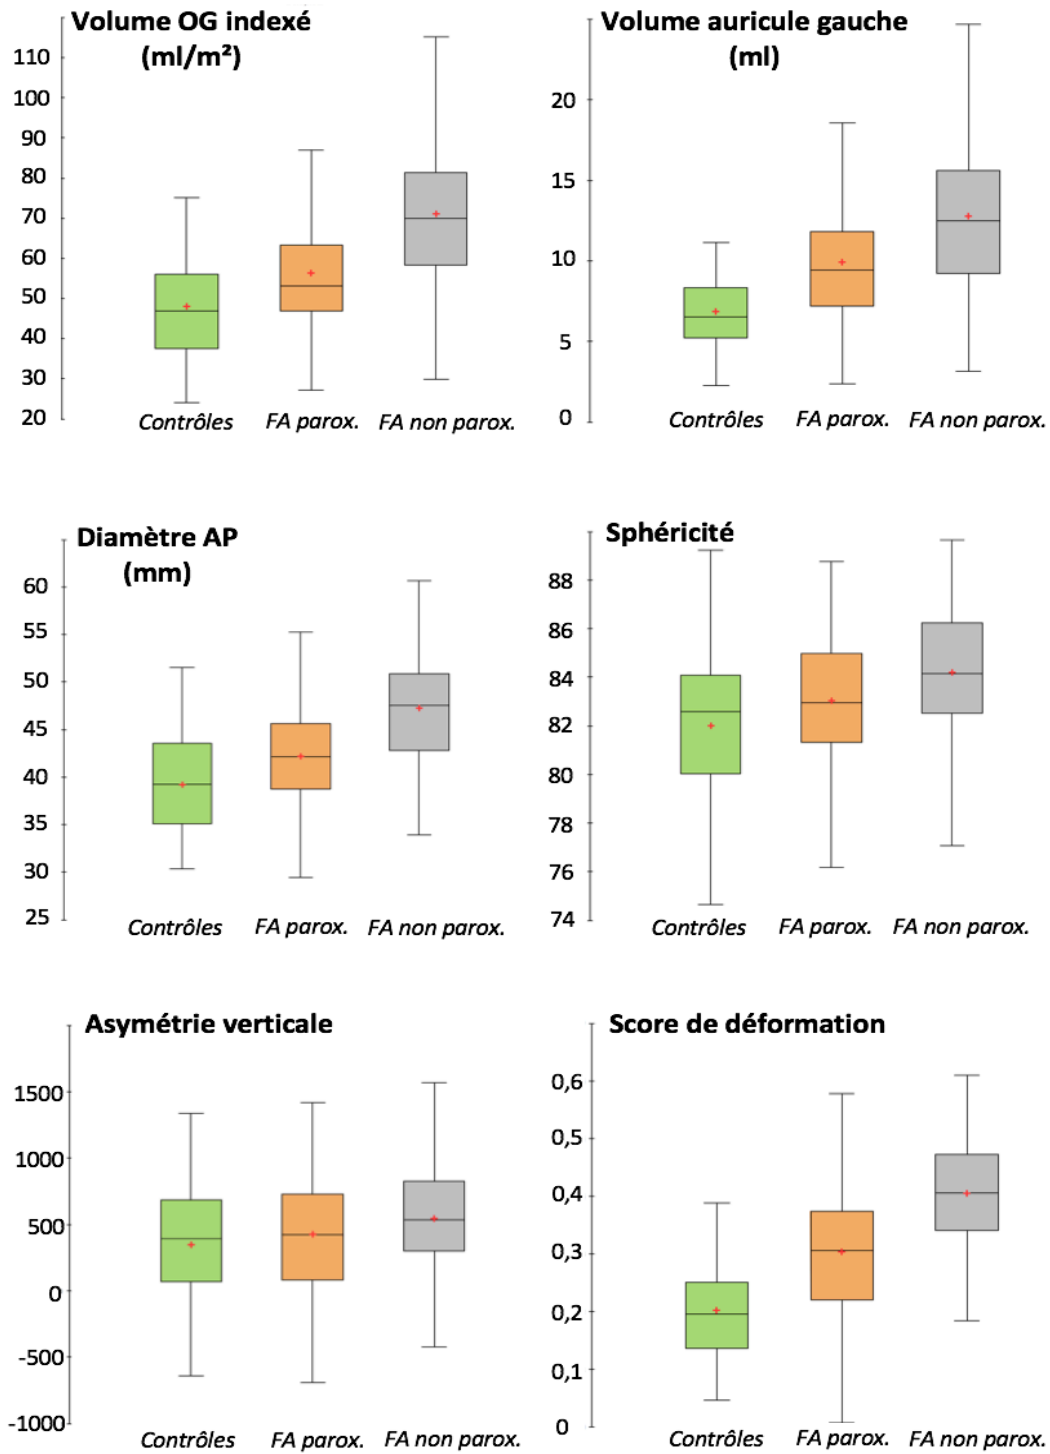 Volume OG indexé
(ml/m²)
110
100
90
80
70
60
50
40
30
20
Contrôles FA parox. FA non parox.
Volume auricule gauche
(ml)
20
15
10
5
0
Contrôles FA parox. FA non parox.
Diamètre AP
(mm)
60
55
50
45
40
35
30
25
Contrôles FA parox. FA non parox.
Sphéricité
88
86
84
82
80
78
76
74
Contrôles FA parox. FA non parox.
Asymétrie verticale
1500
1000
500
0
-500
-1000
Contrôles FA parox. FA non parox.
Score de déformation
0,6
0,5
0,4
0,3
0,2
0,1
0
Contrôles FA parox. FA non parox.